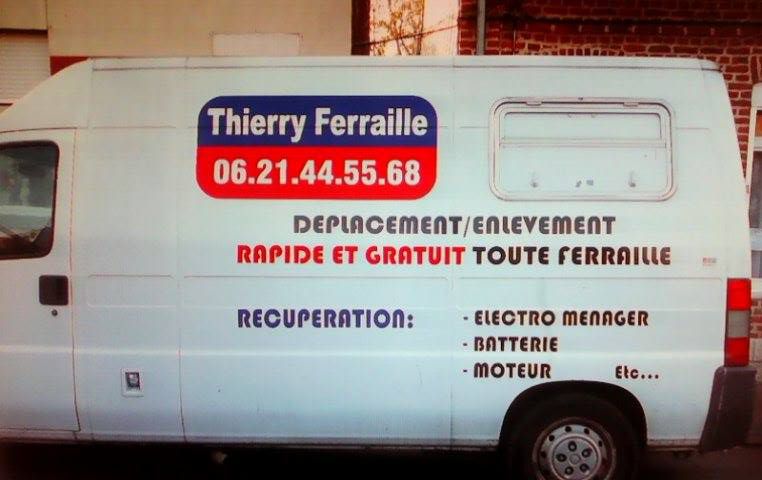 Thierry Ferraille
06.21.44.55.68
DEPLACEMENT/ENLEVEMENT
RAPIDE ET GRATUIT TOUTE FERRAILLE
RECUPERATION: - ELECTRO MENAGER
- BATTERIE
- MOTEUR Etc...